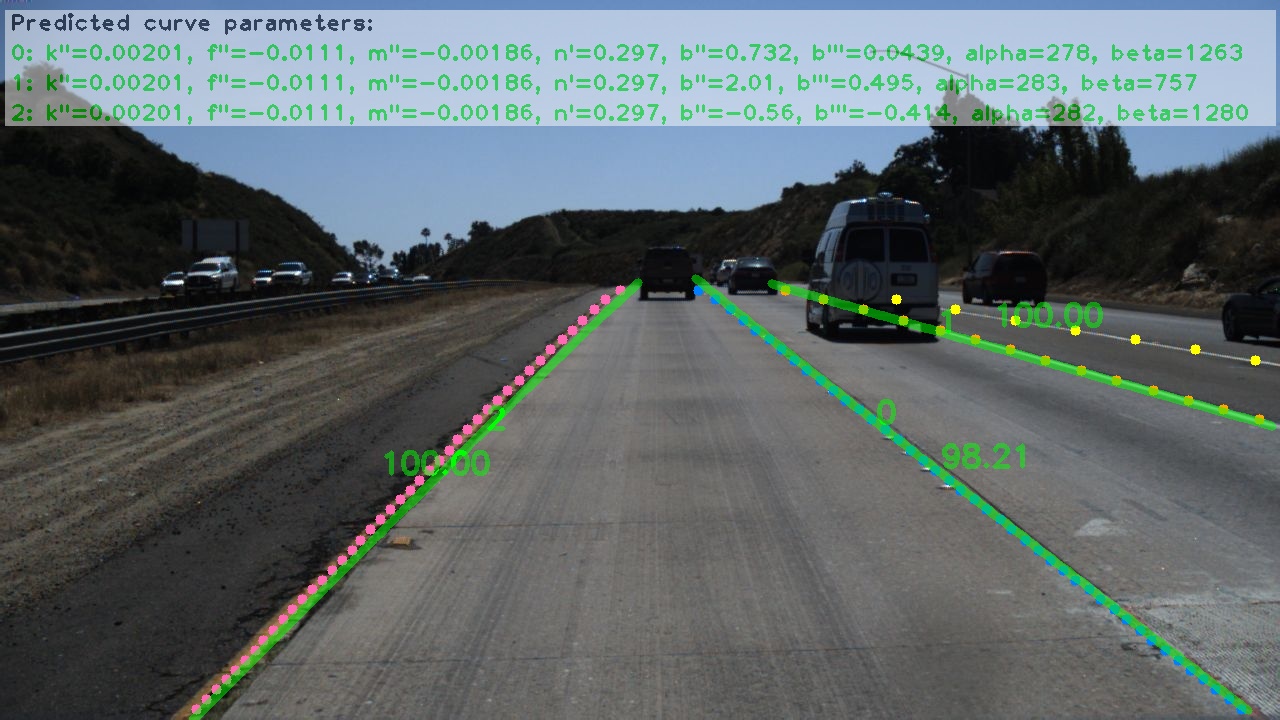 Predicted curve parameters:
0: k''=0.00201, f''=-0.0111, m''=-0.00186, n'=0.297, b''=0.732, b'''=0.0439, alpha=278, beta=1263
1: k''=0.00201, f''=-0.0111, m''=-0.00186, n'=0.297, b''=2.01, b'''=0.495, alpha=283, beta=757
2: k''=0.00201, f''=-0.0111, m''=-0.00186, n'=0.297, b''=-0.56, b'''=-0.414, alpha=282, beta=1280
1 100.00
0
2
98.21
100.00